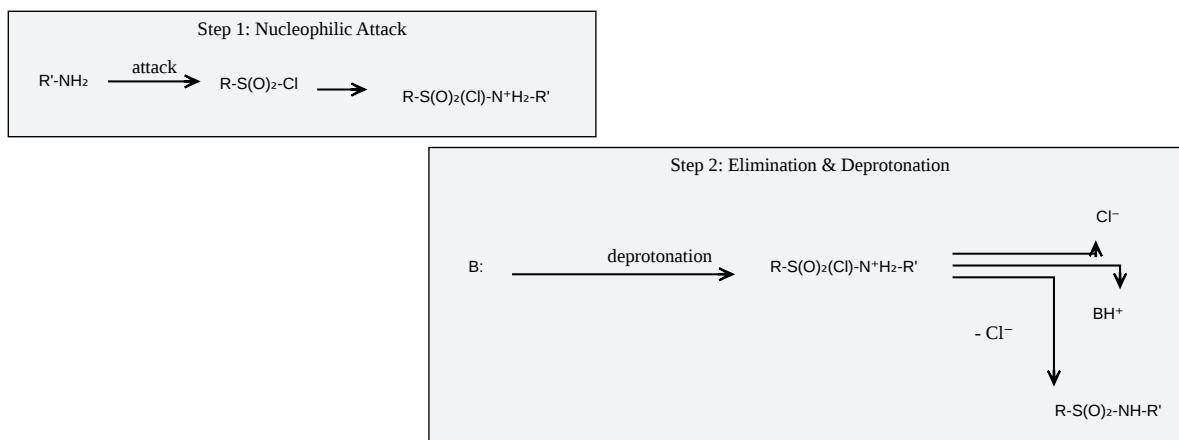 Step 1: Nucleophilic Attack
attack
R'-NH₂
R-S(O)₂-Cl
R-S(O)₂(Cl)-N⁺H₂-R'
Step 2: Elimination & Deprotonation
Cl⁻
deprotonation
B:
R-S(O)₂(Cl)-N⁺H₂-R'
BH⁺
- Cl⁻
R-S(O)₂-NH-R'